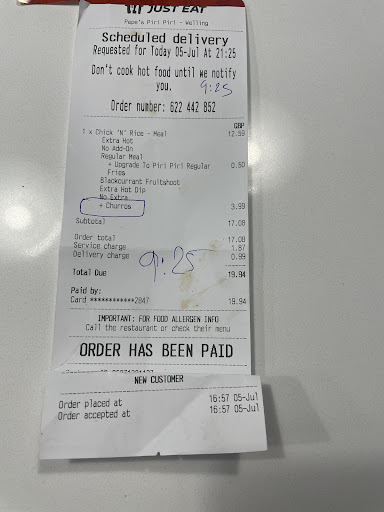 JUST EAT
Pepe's Piri Piri - Welling
Scheduled delivery
Requested for Today 05-Jul At 21:25
Don't cook hot food until we notify
you.
9:25
Order number: 622 442 852
GBP
1 x Chick 'N' Rice - Meal 12.59
Extra Hot
No Add-On
Regular Meal
+ Upgrade To Piri Piri Regular 0.50
Fries
Blackcurrant Fruitshoot
Extra Hot Dip
No Extra
+ Churros 3.99
Subtotal 17.08
Order total 17.08
Service charge 1.87
Delivery charge 0.99
9:25
Total Due 19.94
Paid by:
Card ************2847 19.94
IMPORTANT: FOR FOOD ALLERGEN INFO
Call the restaurant or check their menu
ORDER HAS BEEN PAID
NEW CUSTOMER
Order placed at 16:57 05-Jul
Order accepted at 16:57 05-Jul